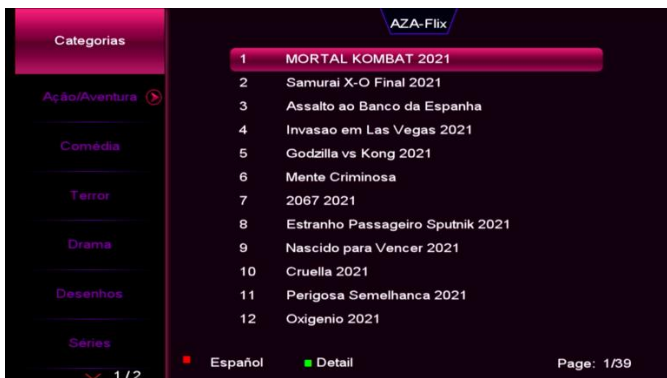 AZA-Flix
Categorias
Ação/Aventura
Comédia
Terror
Drama
Desenhos
Séries
1/2
1 MORTAL KOMBAT 2021
2 Samurai X-O Final 2021
3 Assalto ao Banco da Espanha
4 Invasao em Las Vegas 2021
5 Godzilla vs Kong 2021
6 Mente Criminosa
7 2067 2021
8 Estranho Passageiro Sputnik 2021
9 Nascido para Vencer 2021
10 Cruella 2021
11 Perigosa Semelhanca 2021
12 Oxigenio 2021
Español Detail Page: 1/39